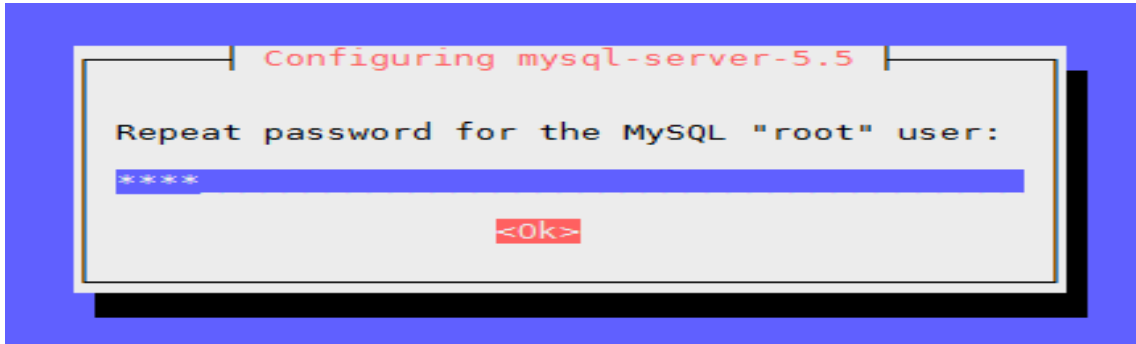 Configuring mysql-server-5.5
Repeat password for the MySQL "root" user:
****
<Ok>